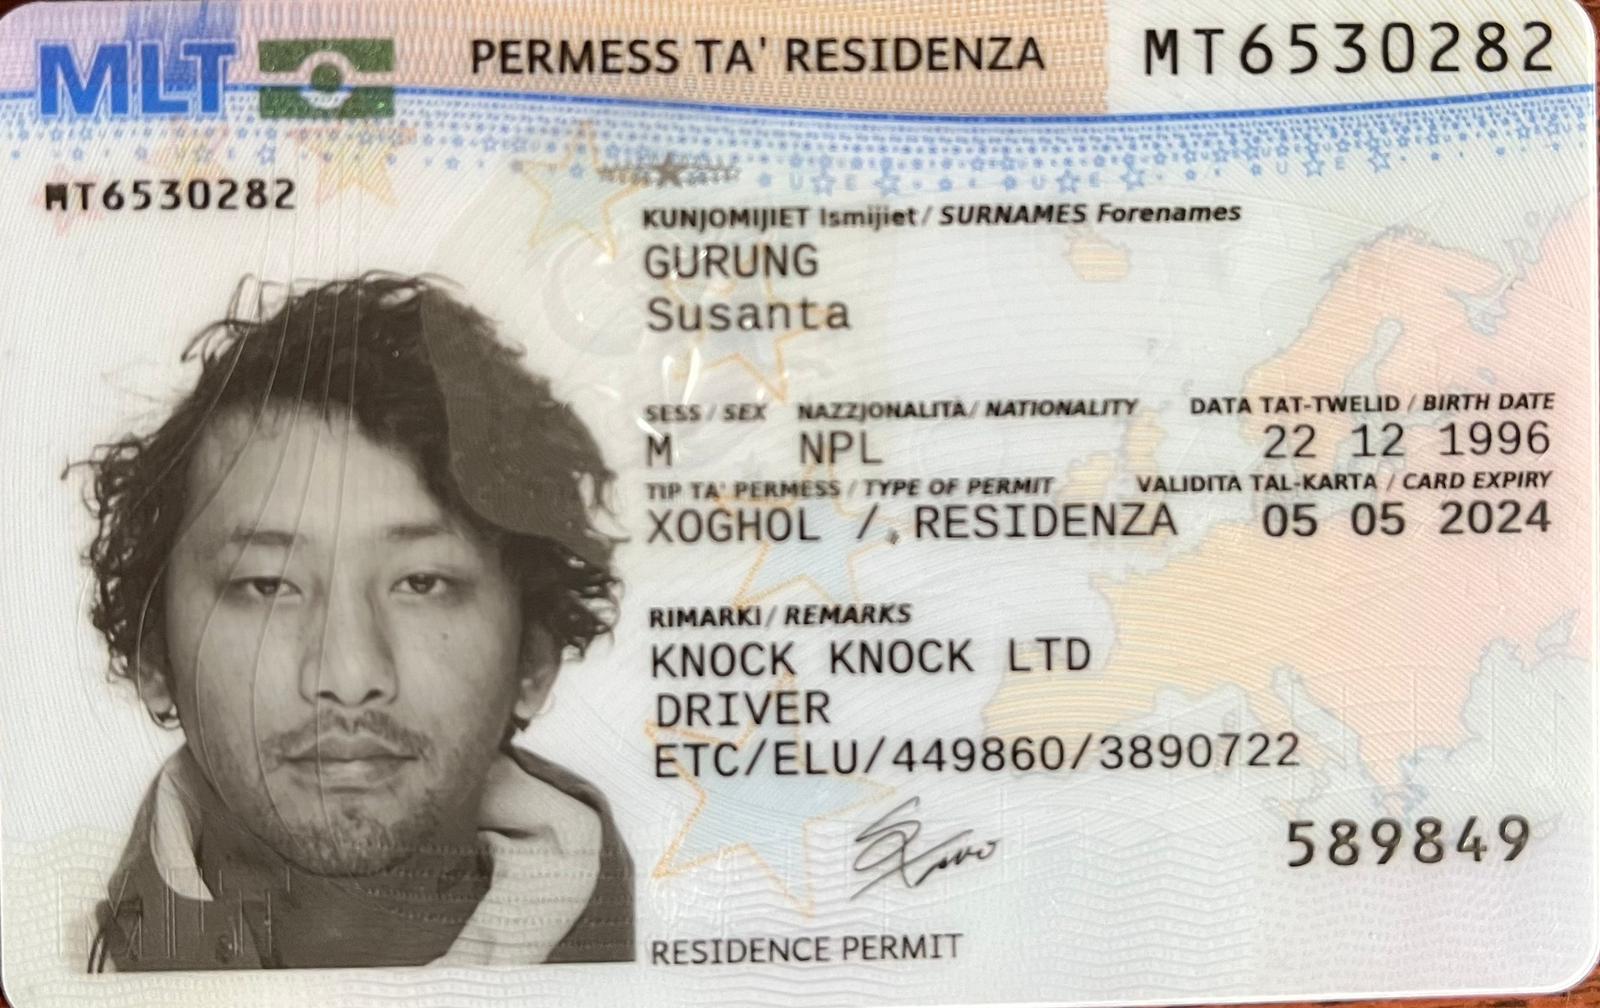 MLT PERMESS TA' RESIDENZA MT6530282
MT6530282
KUNJOMIJIET Ismijiet / SURNAMES Forenames
GURUNG
Susanta
SESS / SEX NAZZJONALITÀ / NATIONALITY DATA TAT-TWELID / BIRTH DATE
M NPL 22 12 1996
TIP TA' PERMESS / TYPE OF PERMIT VALIDITA TAL-KARTA / CARD EXPIRY
XOGHOL / RESIDENZA 05 05 2024
RIMARKI / REMARKS
KNOCK KNOCK LTD
DRIVER
ETC/ELU/449860/3890722
589849
RESIDENCE PERMIT